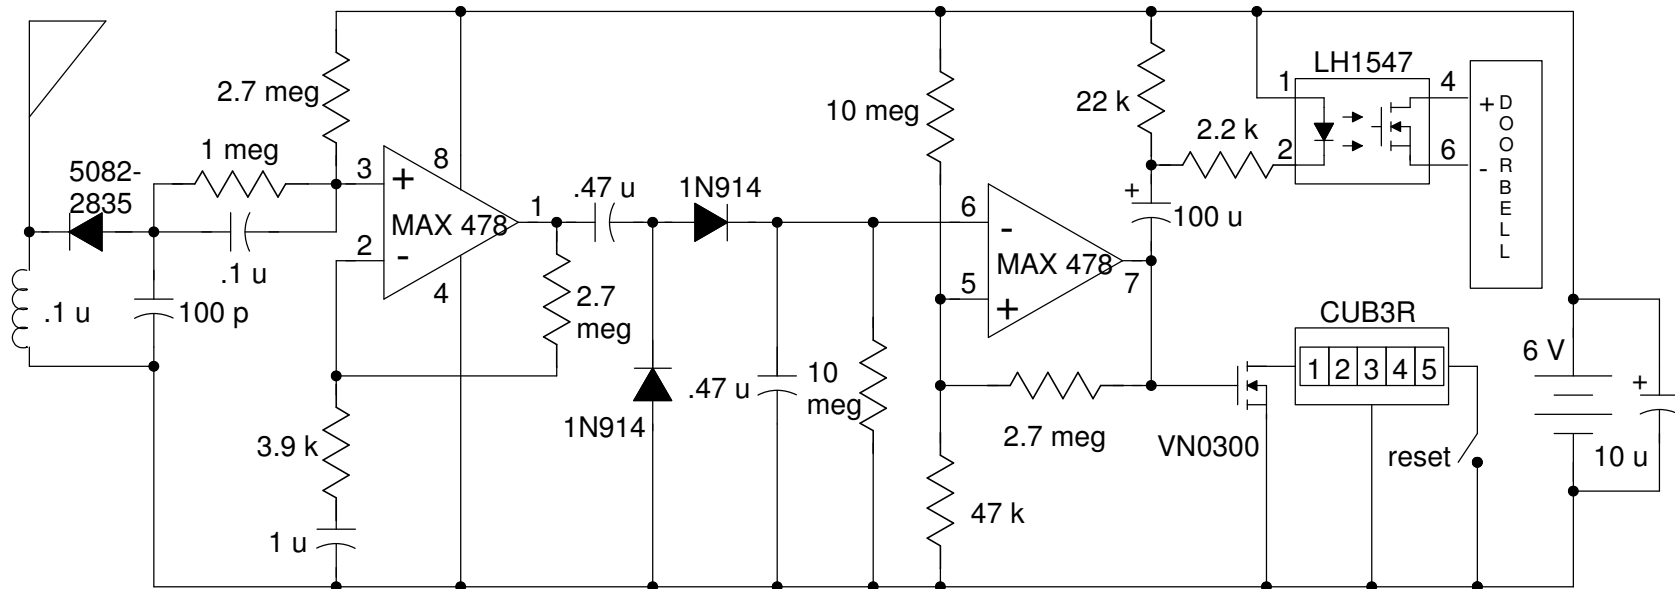 2.7 meg
1 meg
5082-
2835
.1 u
.1 u
100 p
3
+
8
MAX 478
2
-
4
1
3.9 k
1 u
2.7
meg
.47 u
1N914
1N914
.47 u
10
meg
10 meg
6
-
MAX 478
5
+
7
2.7 meg
47 k
22 k
2.2 k
+
100 u
LH1547
1
2
4
6
+
-
DOORBELL
CUB3R
1 2 3 4 5
VN0300
reset
6 V
+
10 u